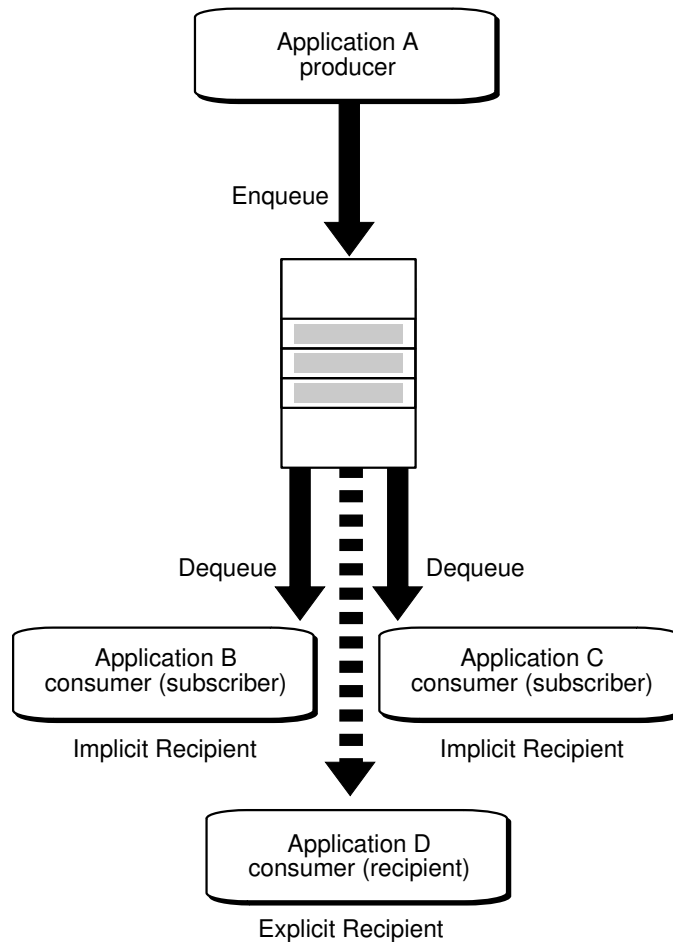 Application A
producer
Enqueue
Dequeue
Dequeue
Application B
consumer (subscriber)
Application C
consumer (subscriber)
Implicit Recipient
Implicit Recipient
Application D
consumer (recipient)
Explicit Recipient